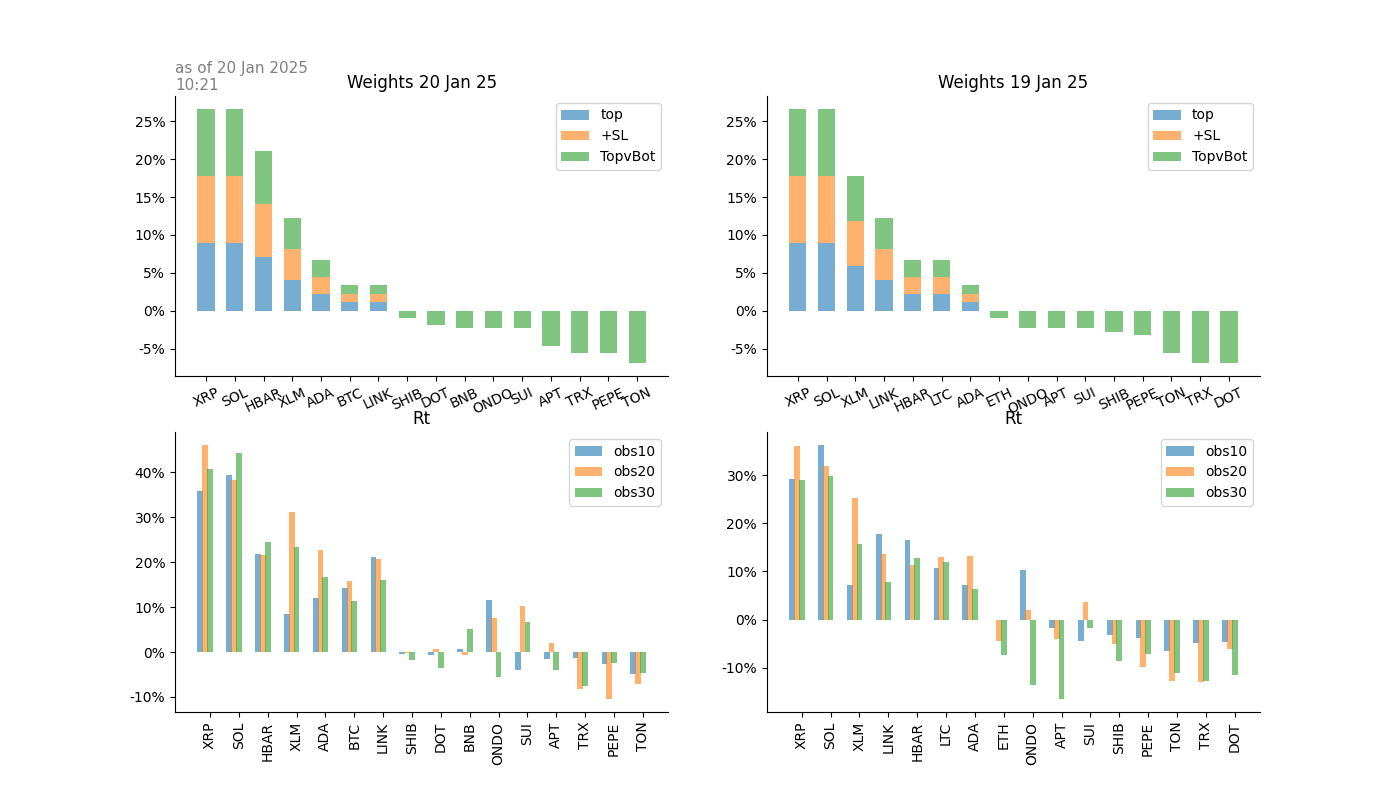 as of 20 Jan 2025
10:21
Weights 20 Jan 25
25%
20%
15%
10%
5%
0%
-5%
top
+SL
TopvBot
XRP SOL HBAR XLM ADA BTC LINK SHIB DOT BNB ONDO SUI APT TRX PEPE TON
Weights 19 Jan 25
25%
20%
15%
10%
5%
0%
-5%
top
+SL
TopvBot
XRP SOL XLM LINK HBAR LTC ADA ETH ONDO APT SUI SHIB PEPE TON TRX DOT
Rt
40%
30%
20%
10%
0%
-10%
obs10
obs20
obs30
XRP SOL HBAR XLM ADA BTC LINK SHIB DOT BNB ONDO SUI APT TRX PEPE TON
Rt
30%
20%
10%
0%
-10%
obs10
obs20
obs30
XRP SOL XLM LINK HBAR LTC ADA ETH ONDO APT SUI SHIB PEPE TON TRX DOT